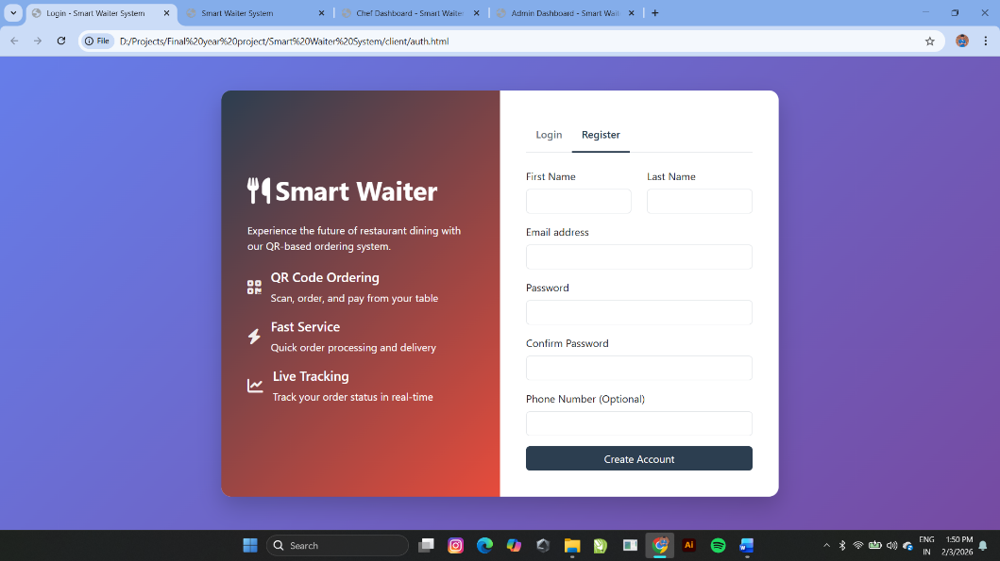 Login - Smart Waiter System
Smart Waiter System
Chef Dashboard - Smart Waiter
Admin Dashboard - Smart Wait
File
D:/Projects/Final%20year%20project/Smart%20Waiter%20System/client/auth.html
Smart Waiter
Experience the future of restaurant dining with
our QR-based ordering system.
QR Code Ordering
Scan, order, and pay from your table
Fast Service
Quick order processing and delivery
Live Tracking
Track your order status in real-time
Login
Register
First Name
Last Name
Email address
Password
Confirm Password
Phone Number (Optional)
Create Account
Search
Ai
ENG
IN
1:50 PM
2/3/2026